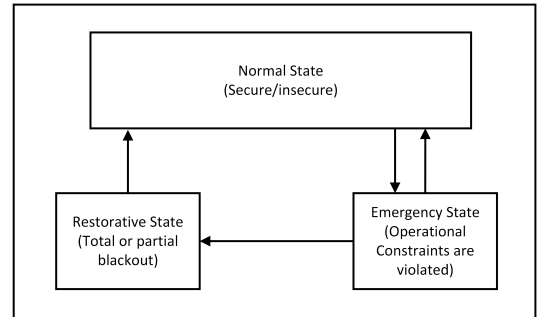 Normal State
(Secure/insecure)
Restorative State
(Total or partial
blackout)
Emergency State
(Operational
Constraints are
violated)